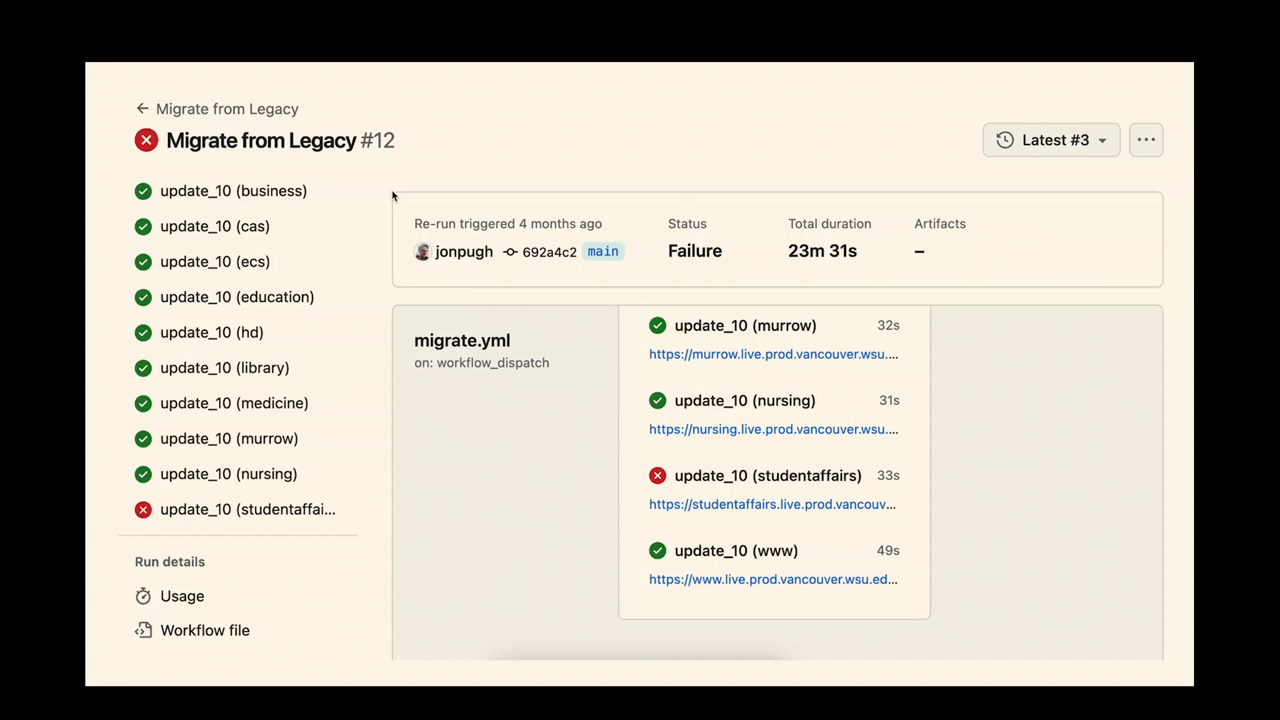 Migrate from Legacy
Migrate from Legacy #12
Latest #3
update_10 (business)
update_10 (cas)
update_10 (ecs)
update_10 (education)
update_10 (hd)
update_10 (library)
update_10 (medicine)
update_10 (murrow)
update_10 (nursing)
update_10 (studentaffai...
Run details
Usage
Workflow file
Re-run triggered 4 months ago
Status
Total duration
Artifacts
jonpugh 692a4c2 main
Failure
23m 31s
–
migrate.yml
on: workflow_dispatch
update_10 (murrow) 32s
https://murrow.live.prod.vancouver.wsu....
update_10 (nursing) 31s
https://nursing.live.prod.vancouver.wsu....
update_10 (studentaffairs) 33s
https://studentaffairs.live.prod.vancouv...
update_10 (www) 49s
https://www.live.prod.vancouver.wsu.ed...